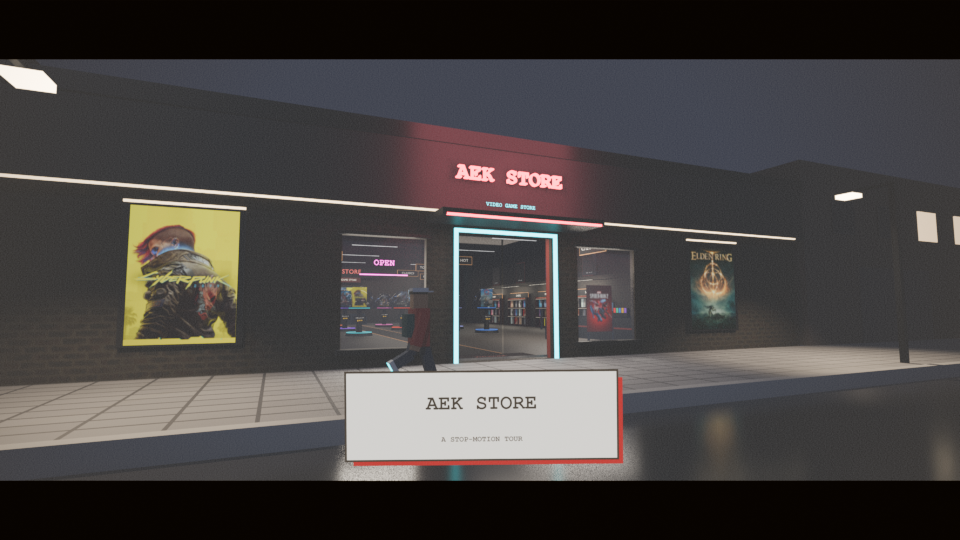 AEK STORE
VIDEO GAME STORE
CYBERPUNK
OPEN
STORE
ELDEN RING
AEK STORE
A STOP-MOTION TOUR